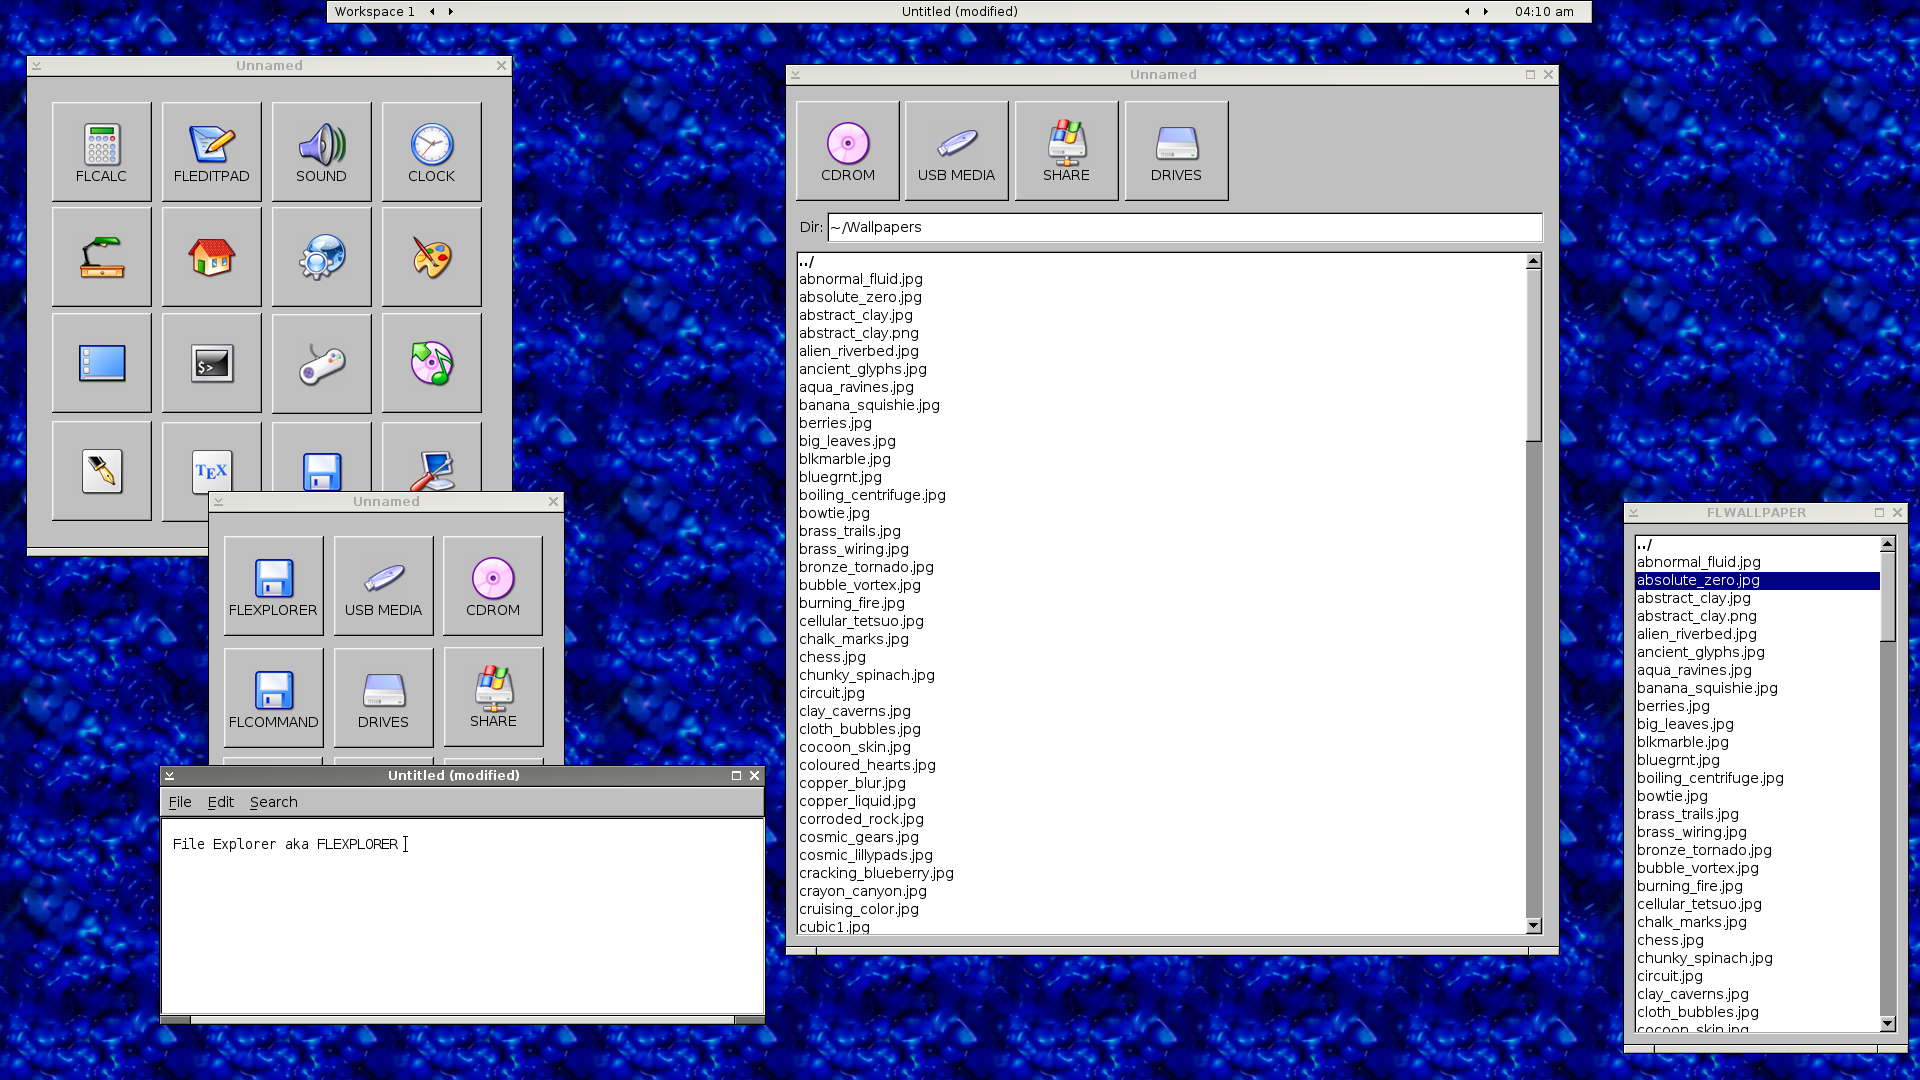 Workspace 1
Untitled (modified)
04:10 am
Unnamed
FLCALC
FLEDITPAD
SOUND
CLOCK
$>
TEX
Unnamed
FLEXPLORER
USB MEDIA
CDROM
FLCOMMAND
DRIVES
SHARE
Untitled (modified)
File Edit Search
File Explorer aka FLEXPLORER
Unnamed
CDROM
USB MEDIA
SHARE
DRIVES
Dir: ~/Wallpapers
../
abnormal_fluid.jpg
absolute_zero.jpg
abstract_clay.jpg
abstract_clay.png
alien_riverbed.jpg
ancient_glyphs.jpg
aqua_ravines.jpg
banana_squishie.jpg
berries.jpg
big_leaves.jpg
blkmarble.jpg
bluegrnt.jpg
boiling_centrifuge.jpg
bowtie.jpg
brass_trails.jpg
brass_wiring.jpg
bronze_tornado.jpg
bubble_vortex.jpg
burning_fire.jpg
cellular_tetsuo.jpg
chalk_marks.jpg
chess.jpg
chunky_spinach.jpg
circuit.jpg
clay_caverns.jpg
cloth_bubbles.jpg
cocoon_skin.jpg
coloured_hearts.jpg
copper_blur.jpg
copper_liquid.jpg
corroded_rock.jpg
cosmic_gears.jpg
cosmic_lillypads.jpg
cracking_blueberry.jpg
crayon_canyon.jpg
cruising_color.jpg
cubic1.jpg
FLWALLPAPER
../
abnormal_fluid.jpg
absolute_zero.jpg
abstract_clay.jpg
abstract_clay.png
alien_riverbed.jpg
ancient_glyphs.jpg
aqua_ravines.jpg
banana_squishie.jpg
berries.jpg
big_leaves.jpg
blkmarble.jpg
bluegrnt.jpg
boiling_centrifuge.jpg
bowtie.jpg
brass_trails.jpg
brass_wiring.jpg
bronze_tornado.jpg
bubble_vortex.jpg
burning_fire.jpg
cellular_tetsuo.jpg
chalk_marks.jpg
chess.jpg
chunky_spinach.jpg
circuit.jpg
clay_caverns.jpg
cloth_bubbles.jpg
cocoon_skin.jpg